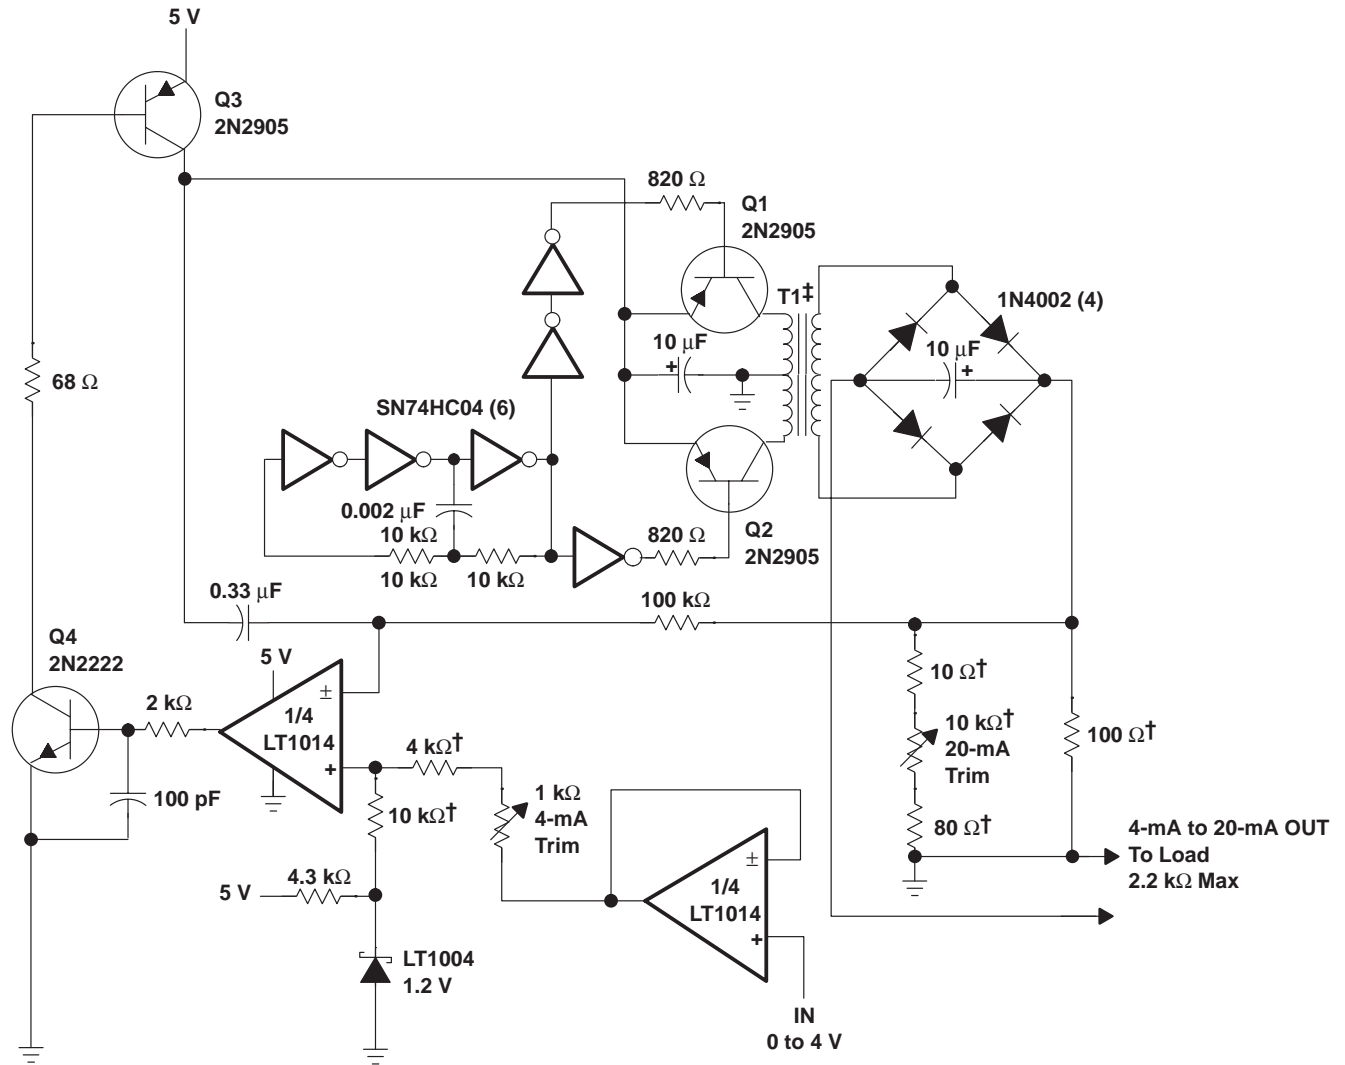 5 V
Q3
2N2905
820 Ω
Q1
2N2905
T1‡
1N4002 (4)
10 μF
+
10 μF
+
68 Ω
SN74HC04 (6)
0.002 μF
10 kΩ
10 kΩ
10 kΩ
820 Ω
Q2
2N2905
0.33 μF
100 kΩ
Q4
2N2222
5 V
±
2 kΩ
1/4
LT1014
+
4 kΩ†
10 Ω†
10 kΩ†
20-mA
Trim
100 Ω†
100 pF
10 kΩ†
1 kΩ
4-mA
Trim
80 Ω†
4-mA to 20-mA OUT
To Load
2.2 kΩ Max
5 V
4.3 kΩ
±
1/4
LT1014
+
LT1004
1.2 V
IN
0 to 4 V